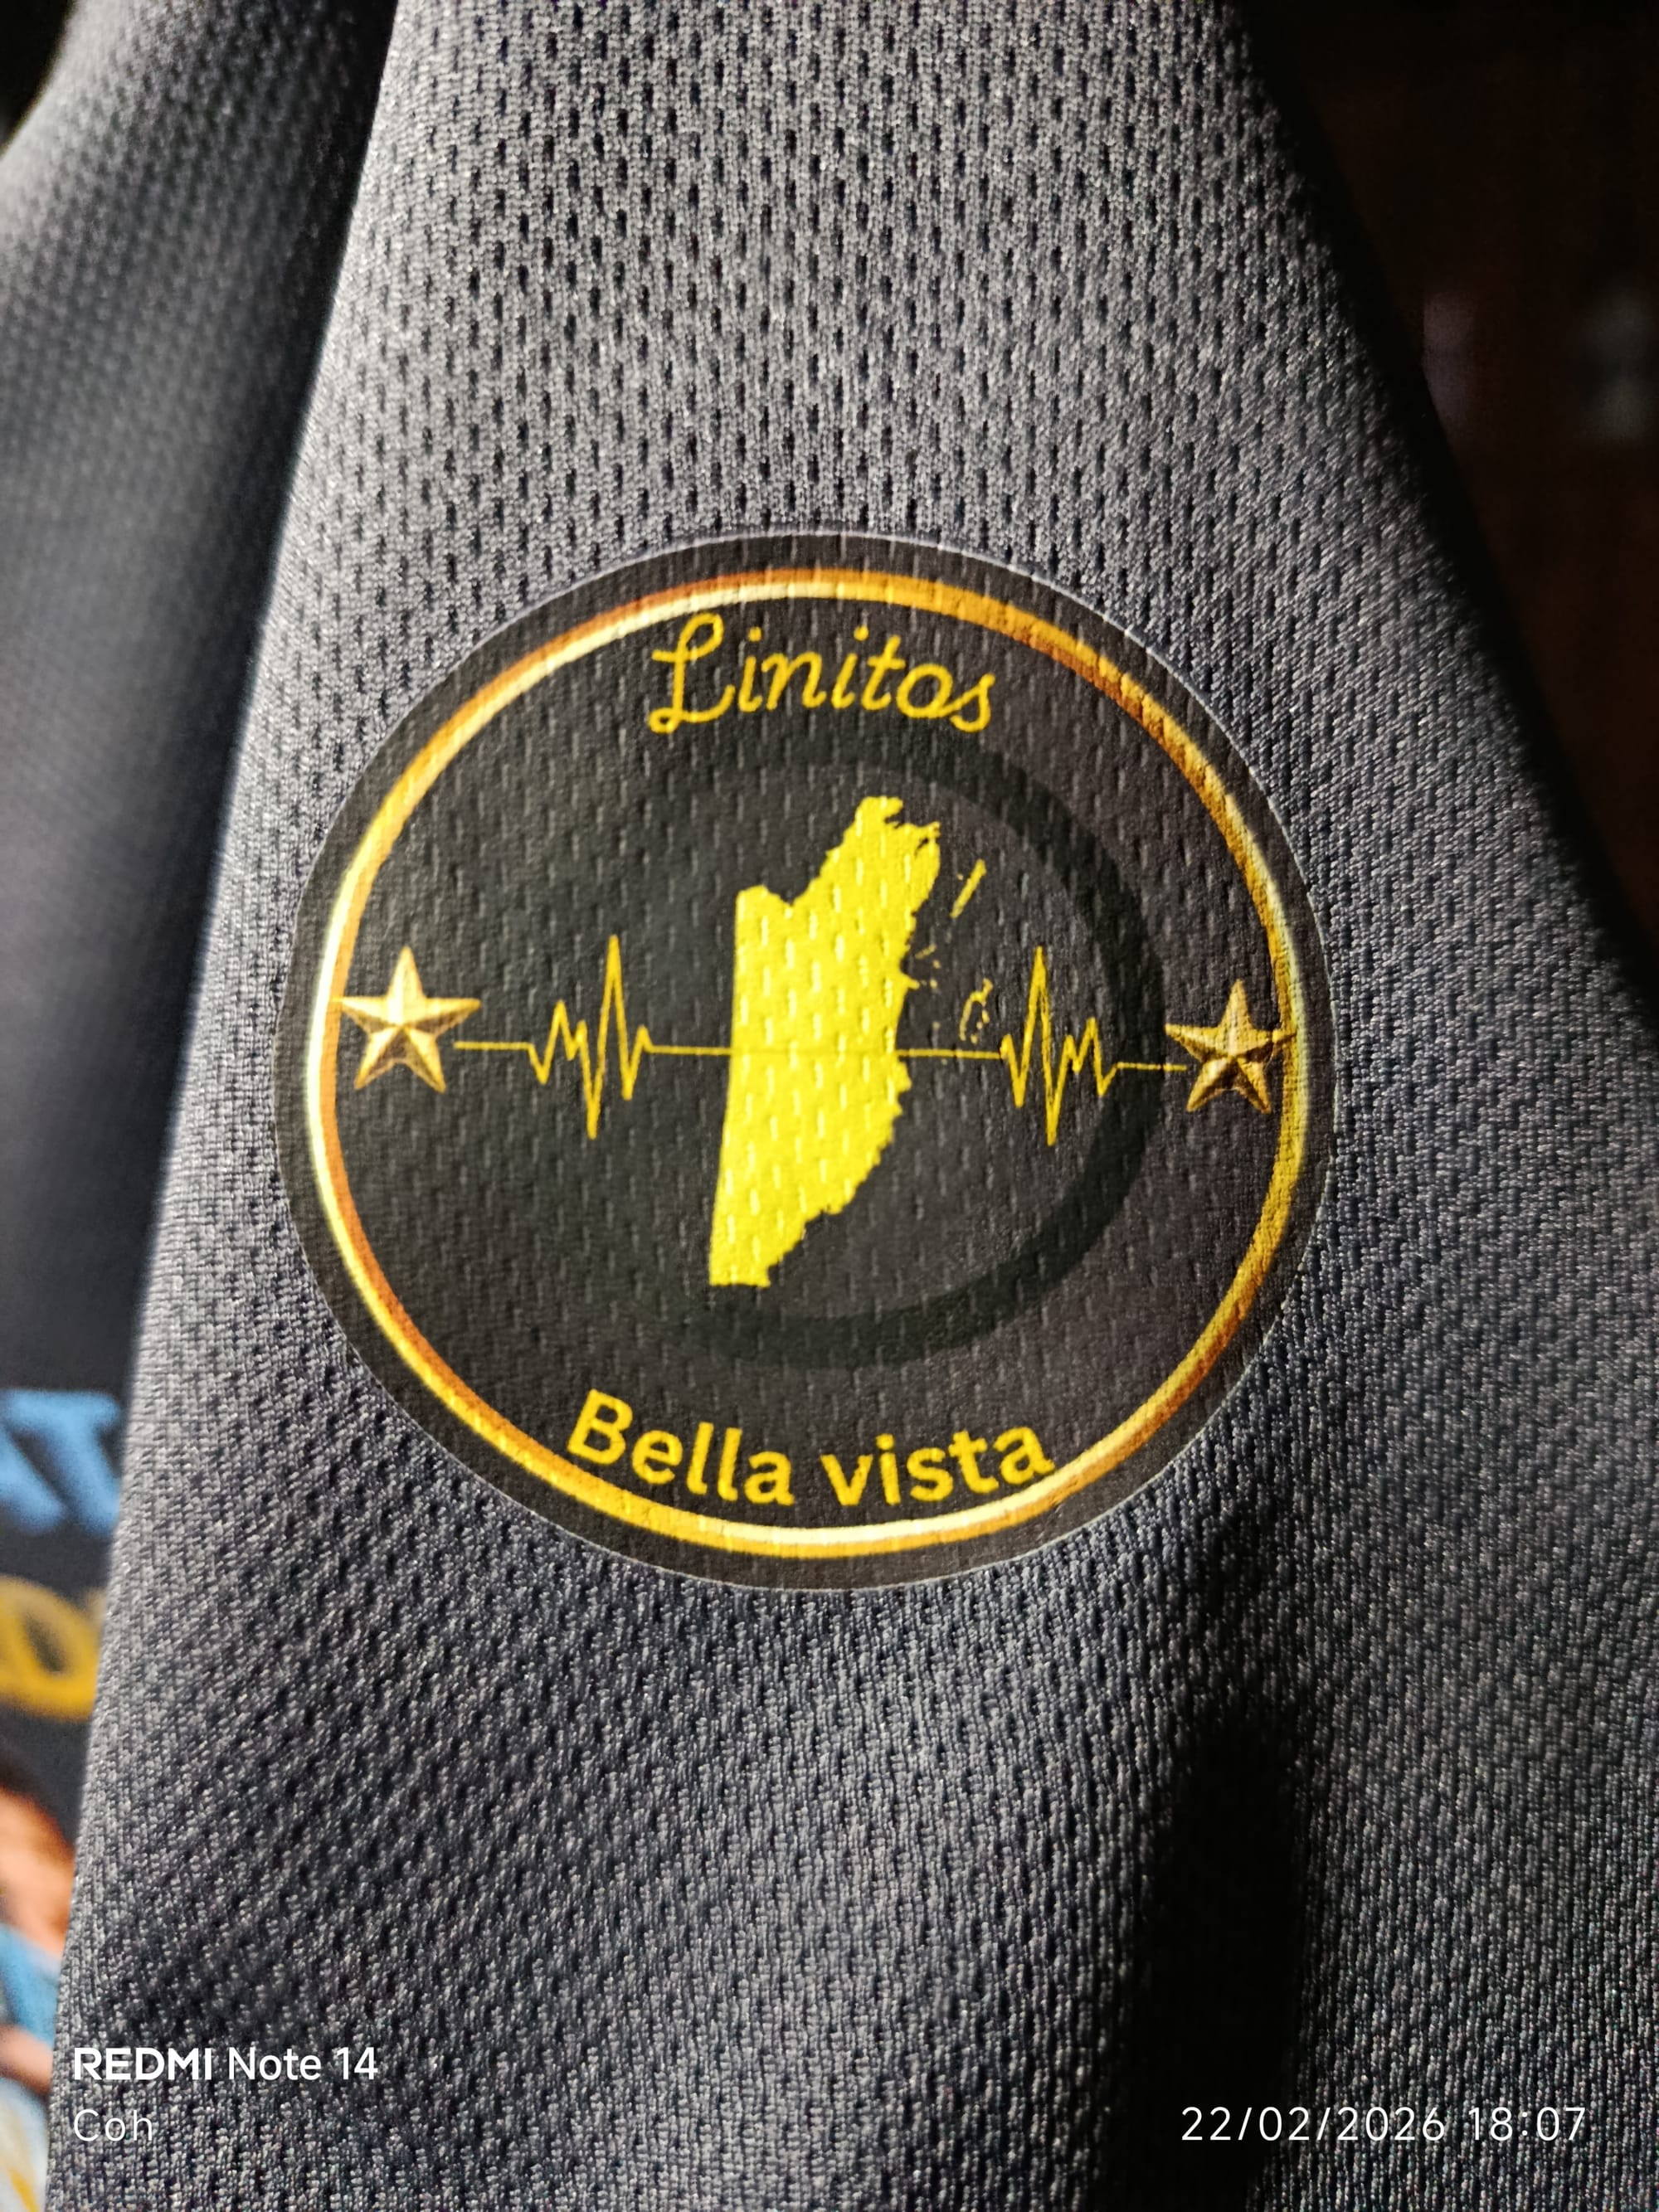 Linitos
Bella vista
REDMI Note 14
Coh
22/02/2026 18:07